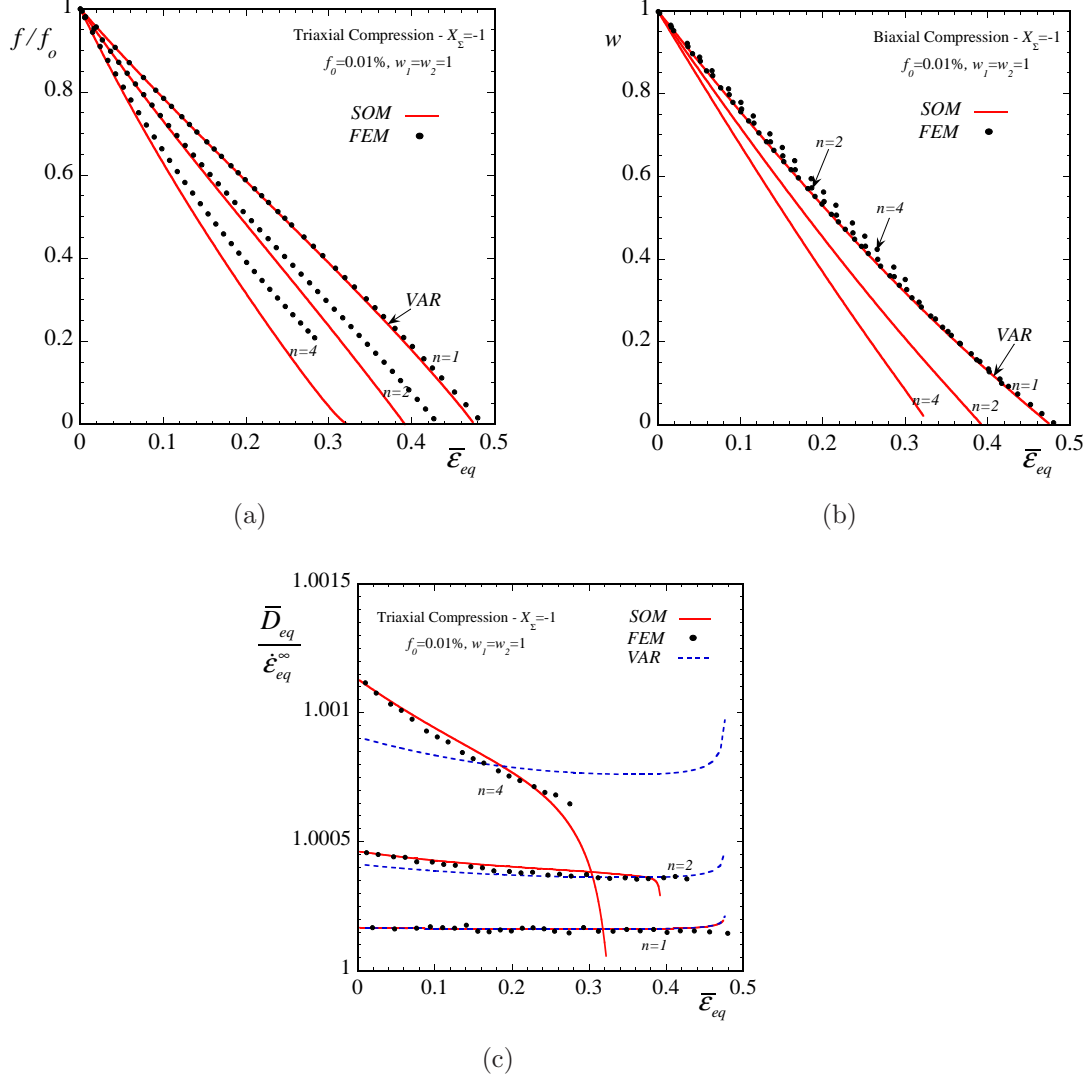 f/f_o
Triaxial Compression - X_Σ=-1
f_0=0.01%, w_1=w_2=1
SOM
FEM
VAR
n=1
n=2
n=4
1
0.8
0.6
0.4
0.2
0
0 0.1 0.2 0.3 0.4 0.5
ε̅_eq
(a)
w
Biaxial Compression - X_Σ=-1
f_0=0.01%, w_1=w_2=1
SOM
FEM
n=2
n=4
VAR
n=1
n=2
n=4
1
0.8
0.6
0.4
0.2
0
0 0.1 0.2 0.3 0.4 0.5
ε̅_eq
(b)
D̅_eq
ε̇_eq^∞
Triaxial Compression - X_Σ=-1
f_0=0.01%, w_1=w_2=1
SOM
FEM
VAR
n=4
n=2
n=1
1.0015
1.001
1.0005
1
0 0.1 0.2 0.3 0.4 0.5
ε̅_eq
(c)